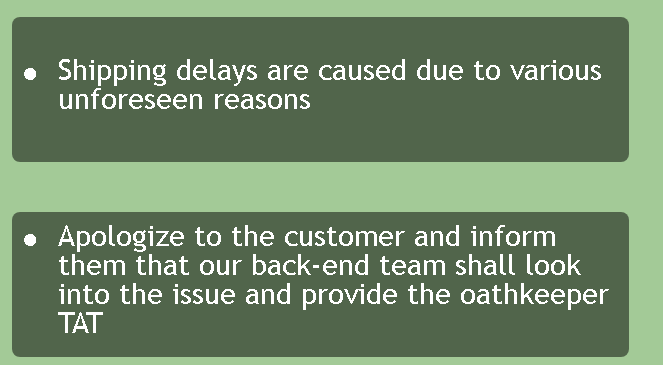 • Shipping delays are caused due to various
unforeseen reasons
• Apologize to the customer and inform
them that our back-end team shall look
into the issue and provide the oathkeeper
TAT